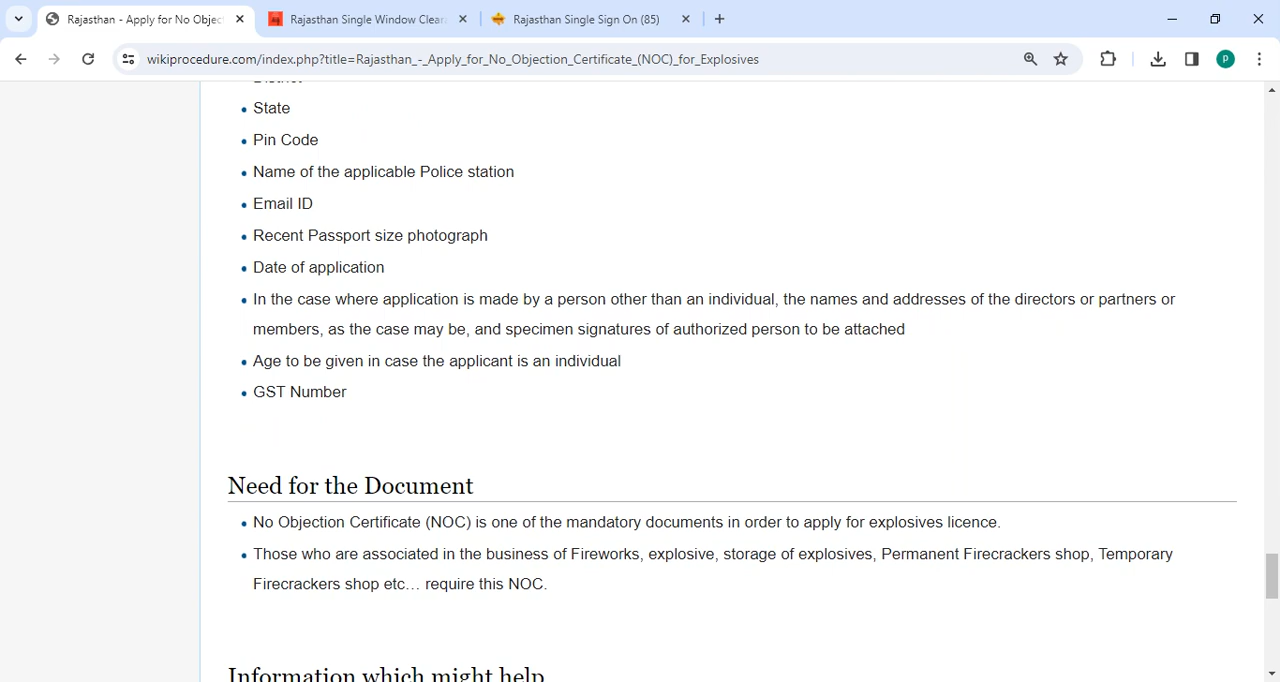 Rajasthan - Apply for No Objec
Rajasthan Single Window Clear
Rajasthan Single Sign On (85)
wikiprocedure.com/index.php?title=Rajasthan_-_Apply_for_No_Objection_Certificate_(NOC)_for_Explosives
P
District
State
Pin Code
Name of the applicable Police station
Email ID
Recent Passport size photograph
Date of application
In the case where application is made by a person other than an individual, the names and addresses of the directors or partners or
members, as the case may be, and specimen signatures of authorized person to be attached
Age to be given in case the applicant is an individual
GST Number
Need for the Document
No Objection Certificate (NOC) is one of the mandatory documents in order to apply for explosives licence.
Those who are associated in the business of Fireworks, explosive, storage of explosives, Permanent Firecrackers shop, Temporary
Firecrackers shop etc… require this NOC.
Information which might help